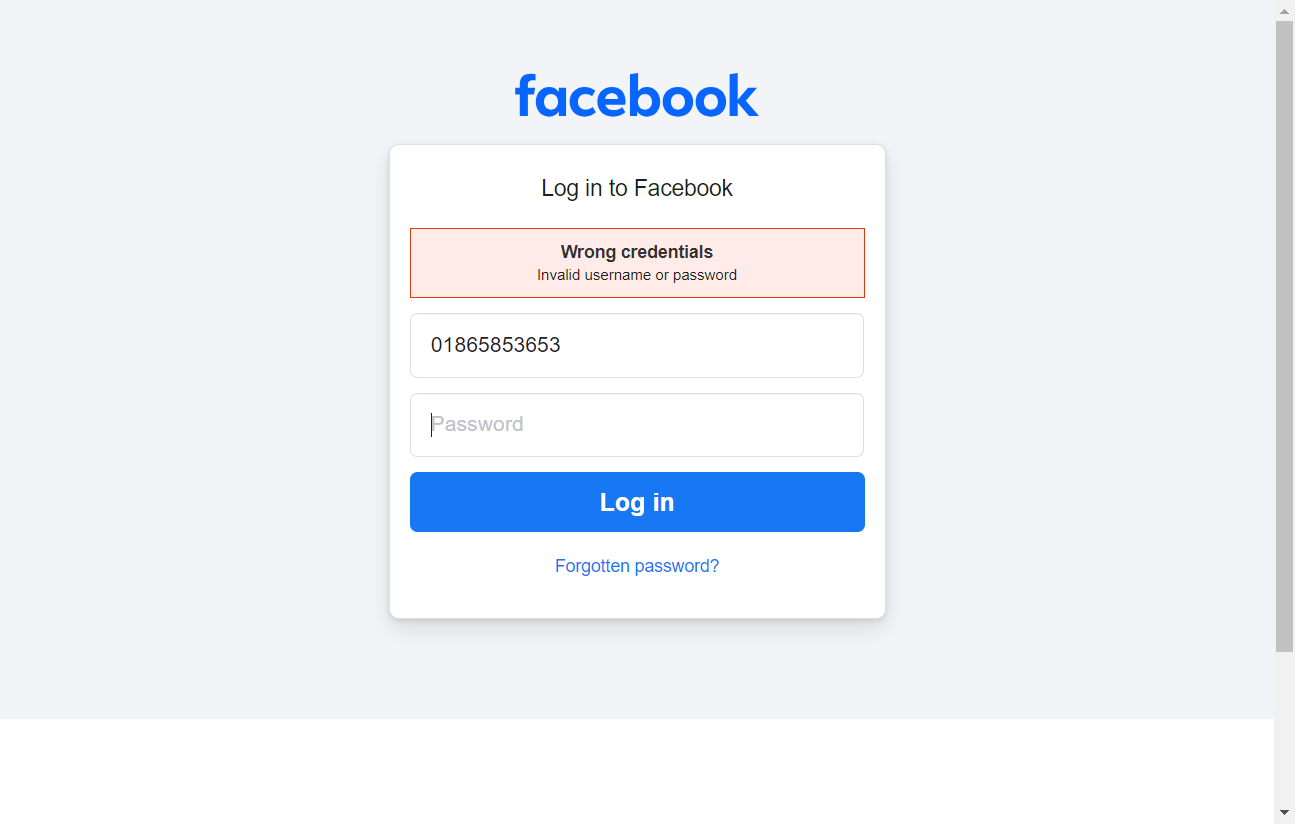 facebook
Log in to Facebook
Wrong credentials
Invalid username or password
01865853653
Password
Log in
Forgotten password?